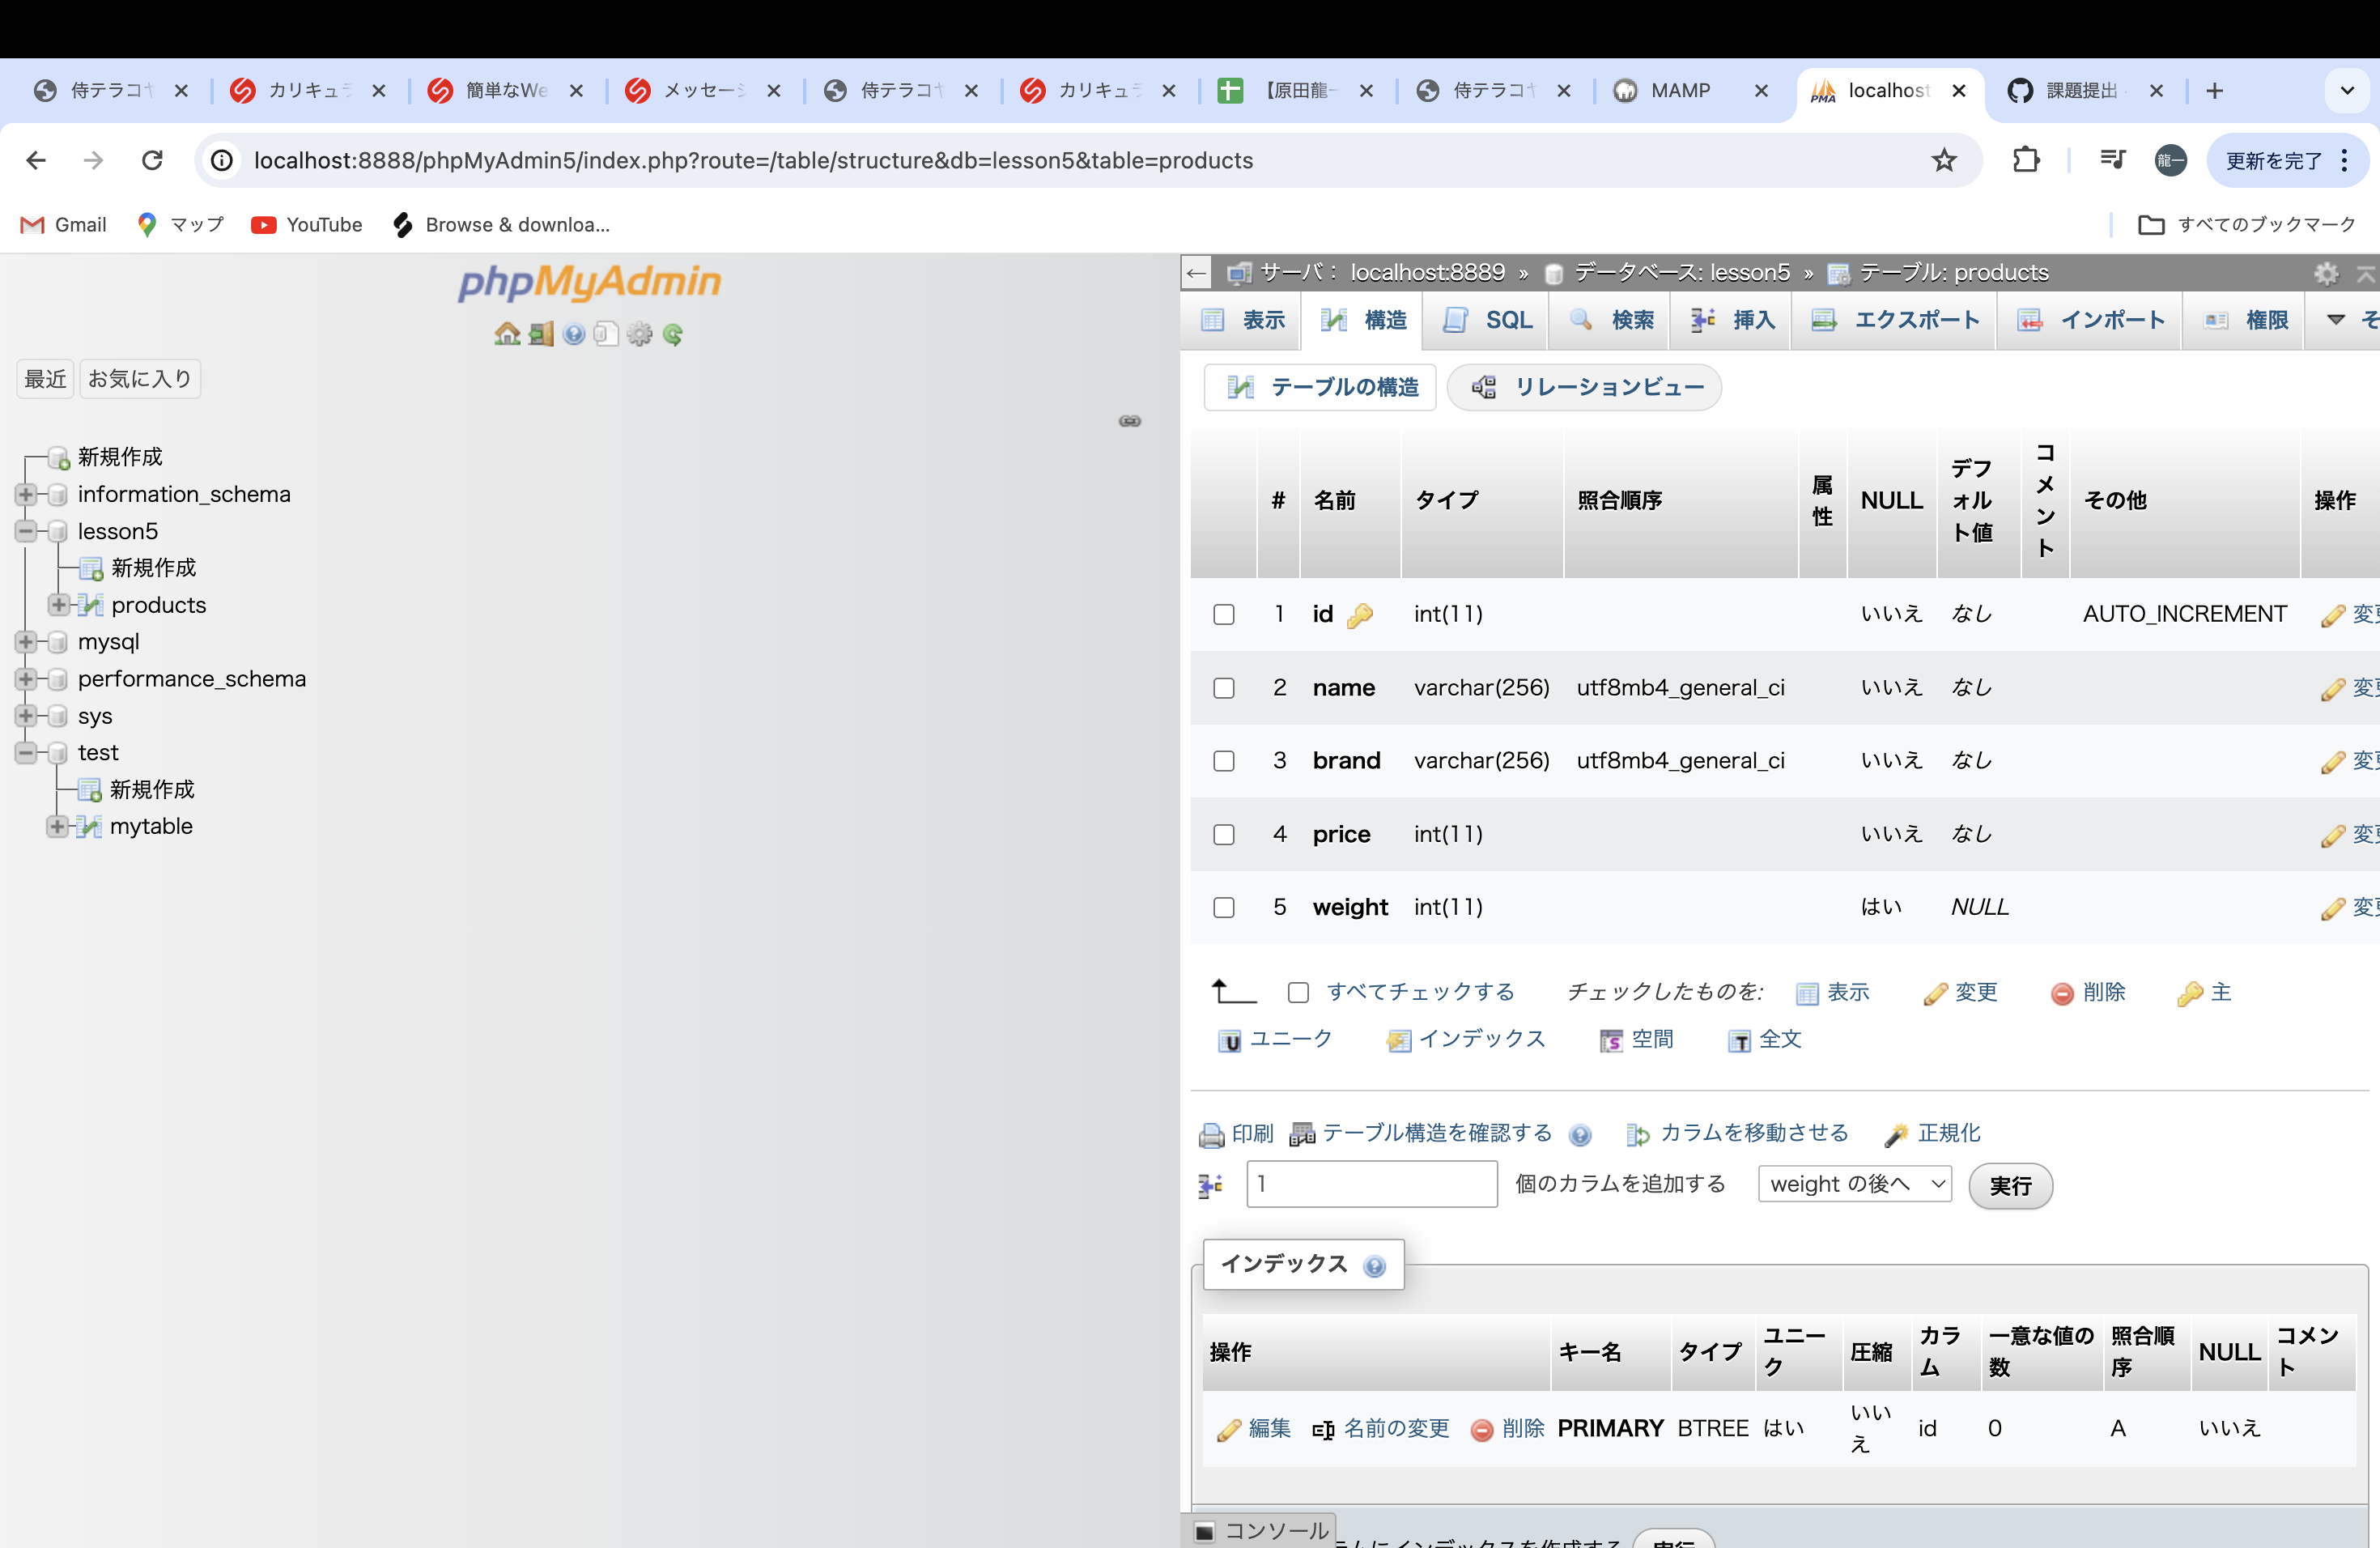 侍テラコヤ
カリキュラ
簡単なWe
メッセージ
侍テラコヤ
カリキュラ
【原田龍一
侍テラコヤ
MAMP
localhost
課題提出
localhost:8888/phpMyAdmin5/index.php?route=/table/structure&db=lesson5&table=products
龍一
更新を完了
Gmail
マップ
YouTube
Browse & downloa...
すべてのブックマーク
phpMyAdmin
最近 お気に入り
新規作成
information_schema
lesson5
新規作成
products
mysql
performance_schema
sys
test
新規作成
mytable
サーバ： localhost:8889 » データベース: lesson5 » テーブル: products
表示 構造 SQL 検索 挿入 エクスポート インポート 権限 そ
テーブルの構造 リレーションビュー
# 名前 タイプ 照合順序 属性 NULL デフォルト値 コメント その他 操作
1 id int(11) いいえ なし AUTO_INCREMENT 変更
2 name varchar(256) utf8mb4_general_ci いいえ なし 変更
3 brand varchar(256) utf8mb4_general_ci いいえ なし 変更
4 price int(11) いいえ なし 変更
5 weight int(11) はい NULL 変更
すべてチェックする チェックしたものを: 表示 変更 削除 主
ユニーク インデックス 空間 全文
印刷 テーブル構造を確認する カラムを移動させる 正規化
1 個のカラムを追加する weight の後へ 実行
インデックス
操作 キー名 タイプ ユニーク 圧縮 カラム 一意な値の数 照合順序 NULL コメント
編集 名前の変更 削除 PRIMARY BTREE はい いいえ id 0 A いいえ
コンソール
ラムにインデックスを作成する 実行